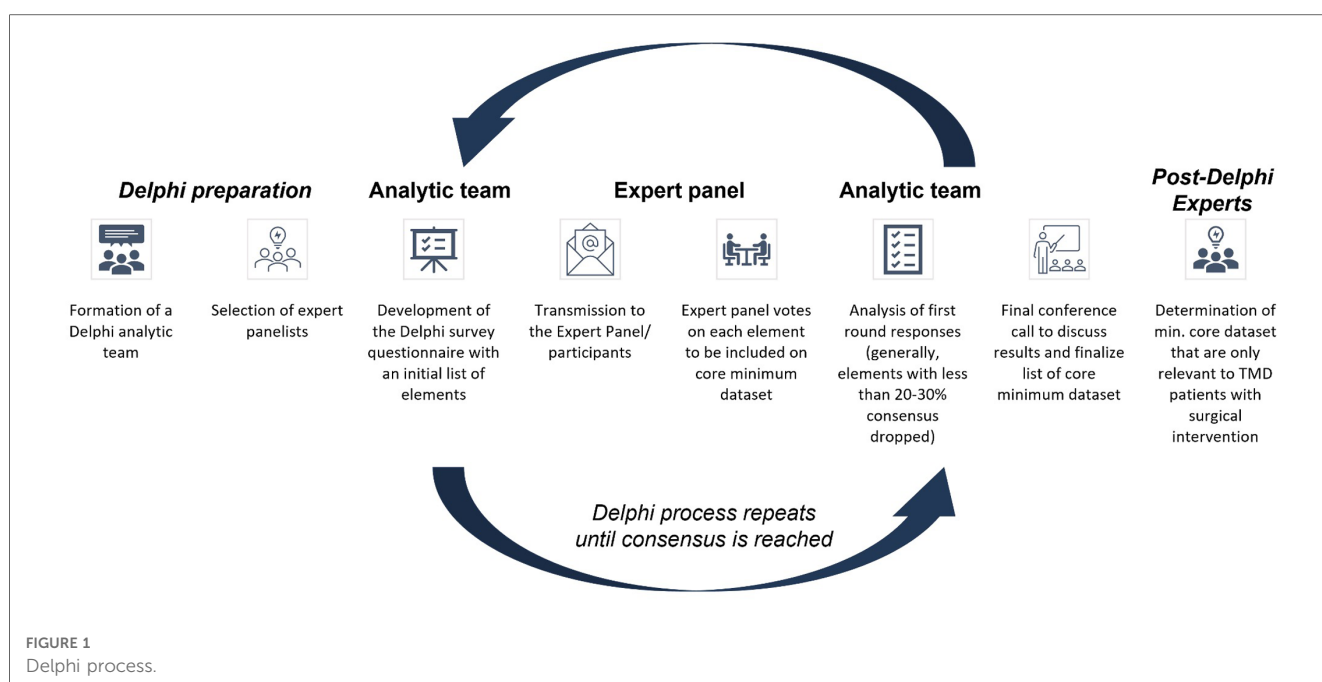 Delphi preparation
Analytic team
Expert panel
Analytic team
Post-Delphi
Experts
Formation of a
Delphi analytic
team
Selection of expert
panelists
Development of
the Delphi survey
questionnaire with
an initial list of
elements
Transmission to
the Expert Panel/
participants
Expert panel votes
on each element
to be included on
core minimum
dataset
Analysis of first
round responses
(generally,
elements with less
than 20-30%
consensus
dropped)
Final conference
call to discuss
results and finalize
list of core
minimum dataset
Determination of
min. core dataset
that are only
relevant to TMD
patients with
surgical
intervention
Delphi process repeats
until consensus is reached
FIGURE 1
Delphi process.